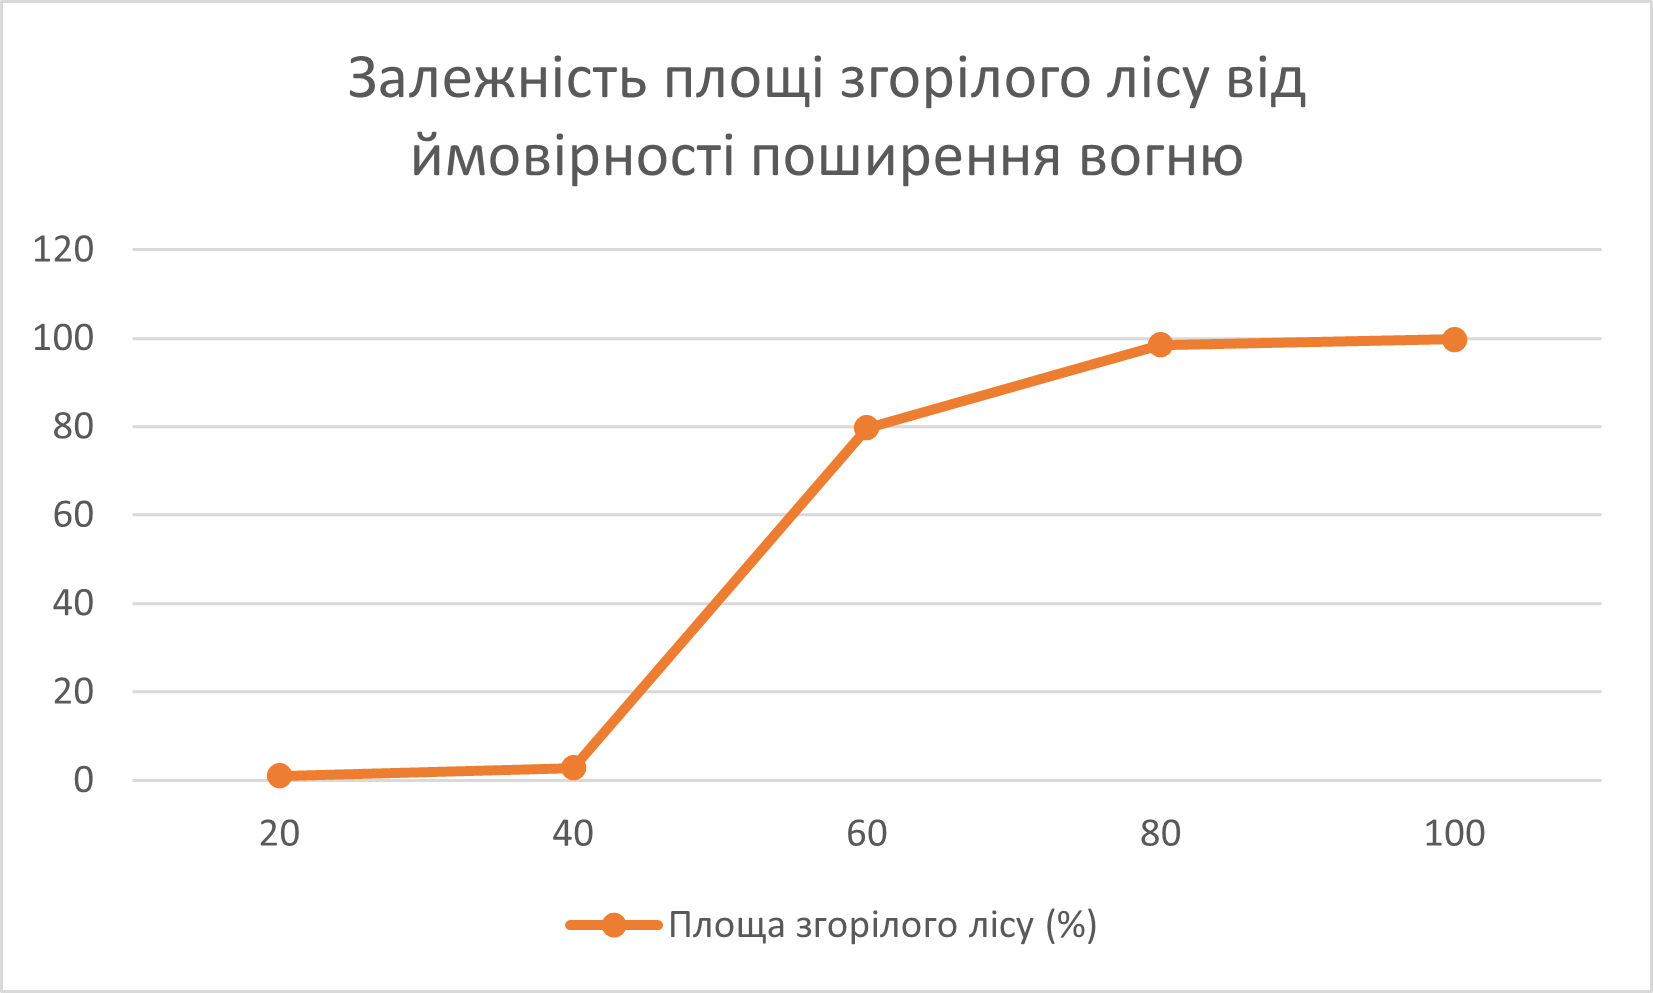 Залежність площі згорілого лісу від
ймовірності поширення вогню
120
100
80
60
40
20
0
20 40 60 80 100
Площа згорілого лісу (%)